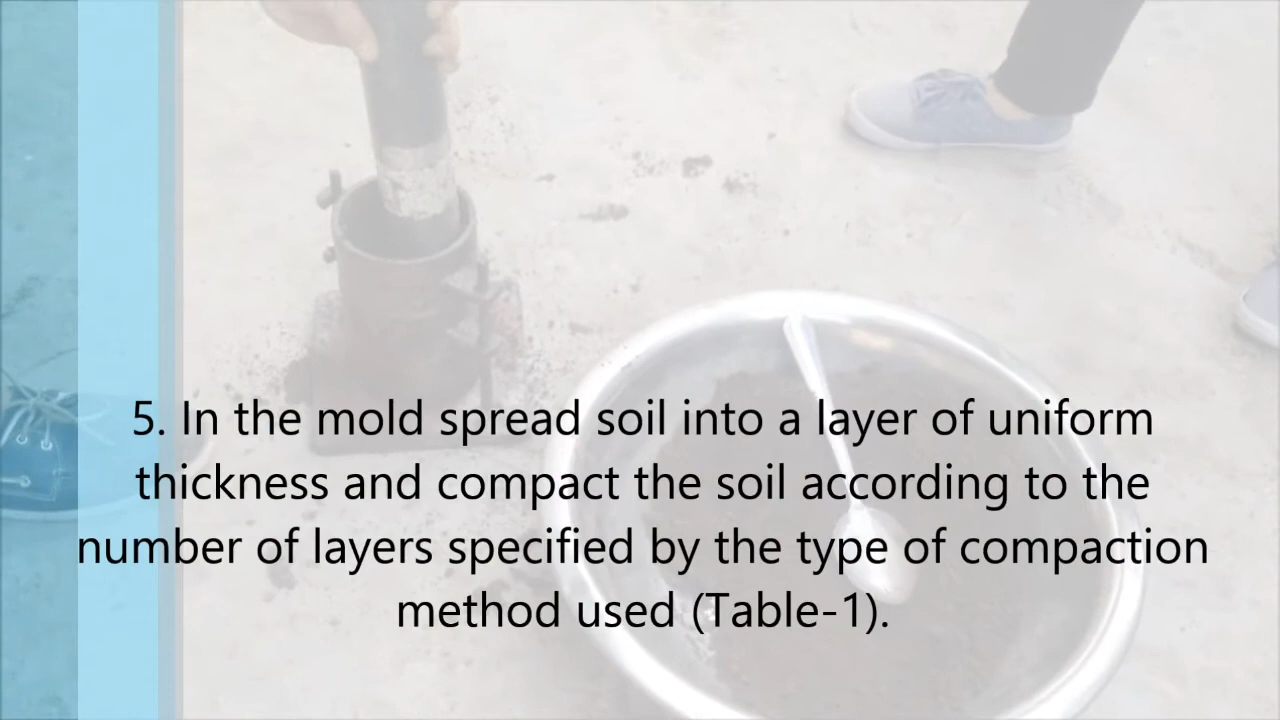 5. In the mold spread soil into a layer of uniform
thickness and compact the soil according to the
number of layers specified by the type of compaction
method used (Table-1).